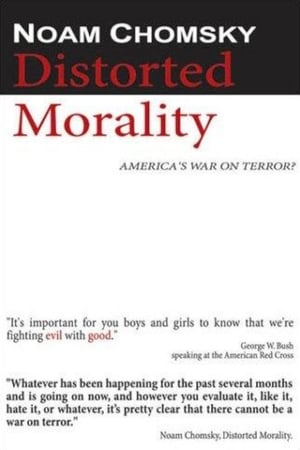 NOAM CHOMSKY
Distorted
Morality
AMERICA'S WAR ON TERROR?
"It's important for you boys and girls to know that we're
fighting evil with good."
George W. Bush
speaking at the American Red Cross
"Whatever has been happening for the past several months
and is going on now, and however you evaluate it, like it,
hate it, or whatever, it's pretty clear that there cannot be a
war on terror."
Noam Chomsky, Distorted Morality.